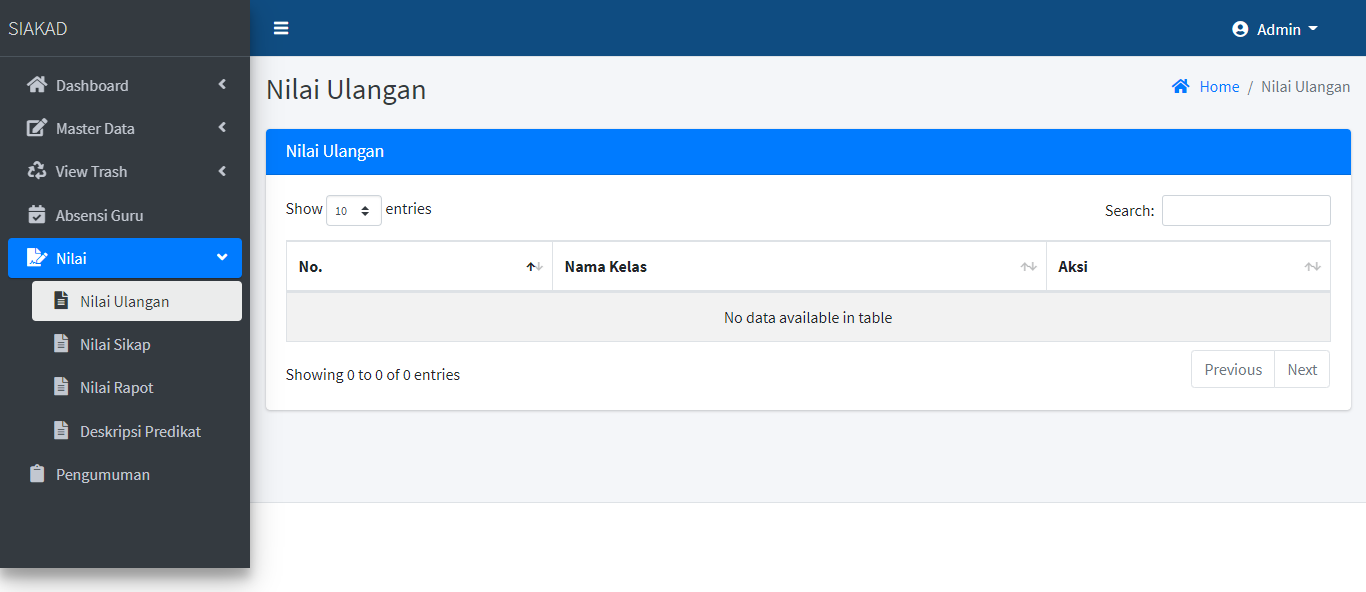 SIAKAD
Admin
Dashboard
Master Data
View Trash
Absensi Guru
Nilai
Nilai Ulangan
Nilai Sikap
Nilai Rapot
Deskripsi Predikat
Pengumuman
Nilai Ulangan
Home / Nilai Ulangan
Nilai Ulangan
Show 10 entries
Search:
No. Nama Kelas Aksi
No data available in table
Showing 0 to 0 of 0 entries
Previous Next